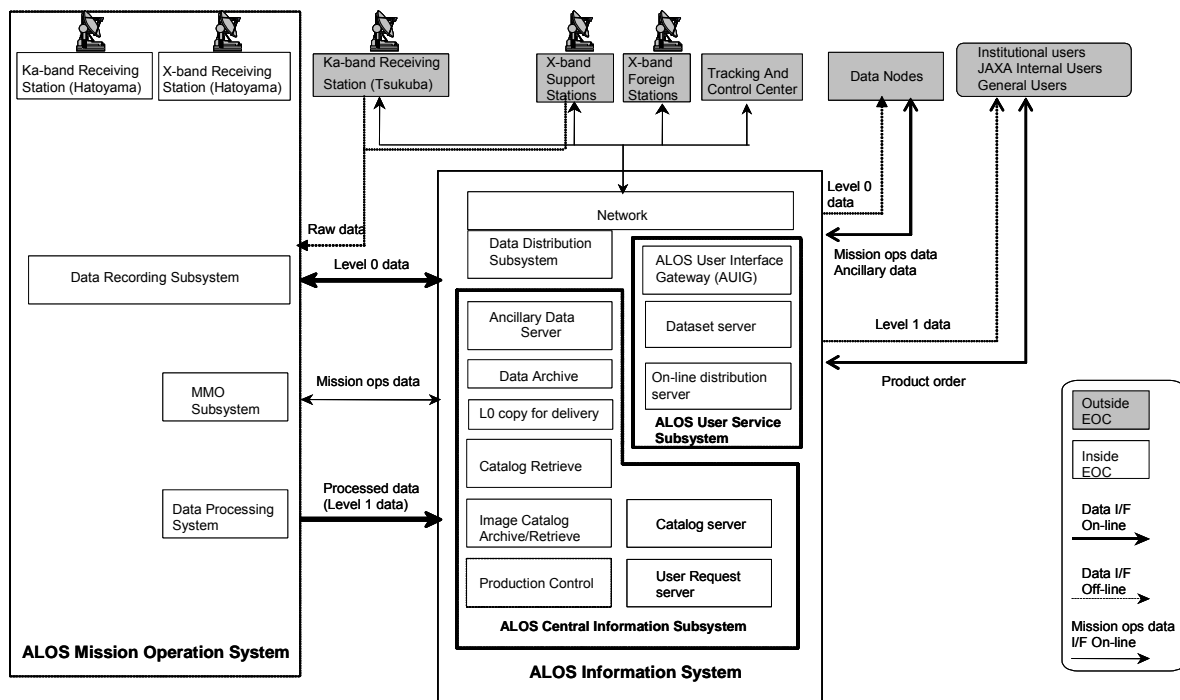 Ka-band Receiving
Station (Hatoyama)
X-band Receiving
Station (Hatoyama)
Ka-band Receiving
Station (Tsukuba)
X-band
Support
Stations
X-band
Foreign
Stations
Tracking And
Control Center
Data Nodes
Institutional users
JAXA Internal Users
General Users
Raw data
Data Recording Subsystem
Level 0 data
MMO
Subsystem
Mission ops data
Data Processing
System
Processed data
(Level 1 data)
ALOS Mission Operation System
Network
Data Distribution
Subsystem
ALOS User Interface
Gateway (AUIG)
Dataset server
On-line distribution
server
ALOS User Service
Subsystem
Ancillary Data
Server
Data Archive
L0 copy for delivery
Catalog Retrieve
Image Catalog
Archive/Retrieve
Catalog server
Production Control
User Request
server
ALOS Central Information Subsystem
ALOS Information System
Level 0
data
Mission ops data
Ancillary data
Level 1 data
Product order
Outside
EOC
Inside
EOC
Data I/F
On-line
Data I/F
Off-line
Mission ops data
I/F On-line